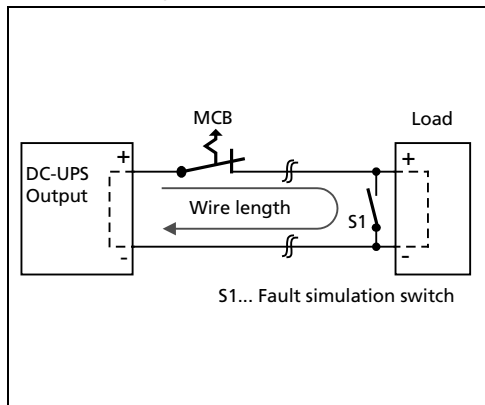 MCB
Load
DC-UPS
Output
+
+
Wire length
S1
-
-
S1... Fault simulation switch